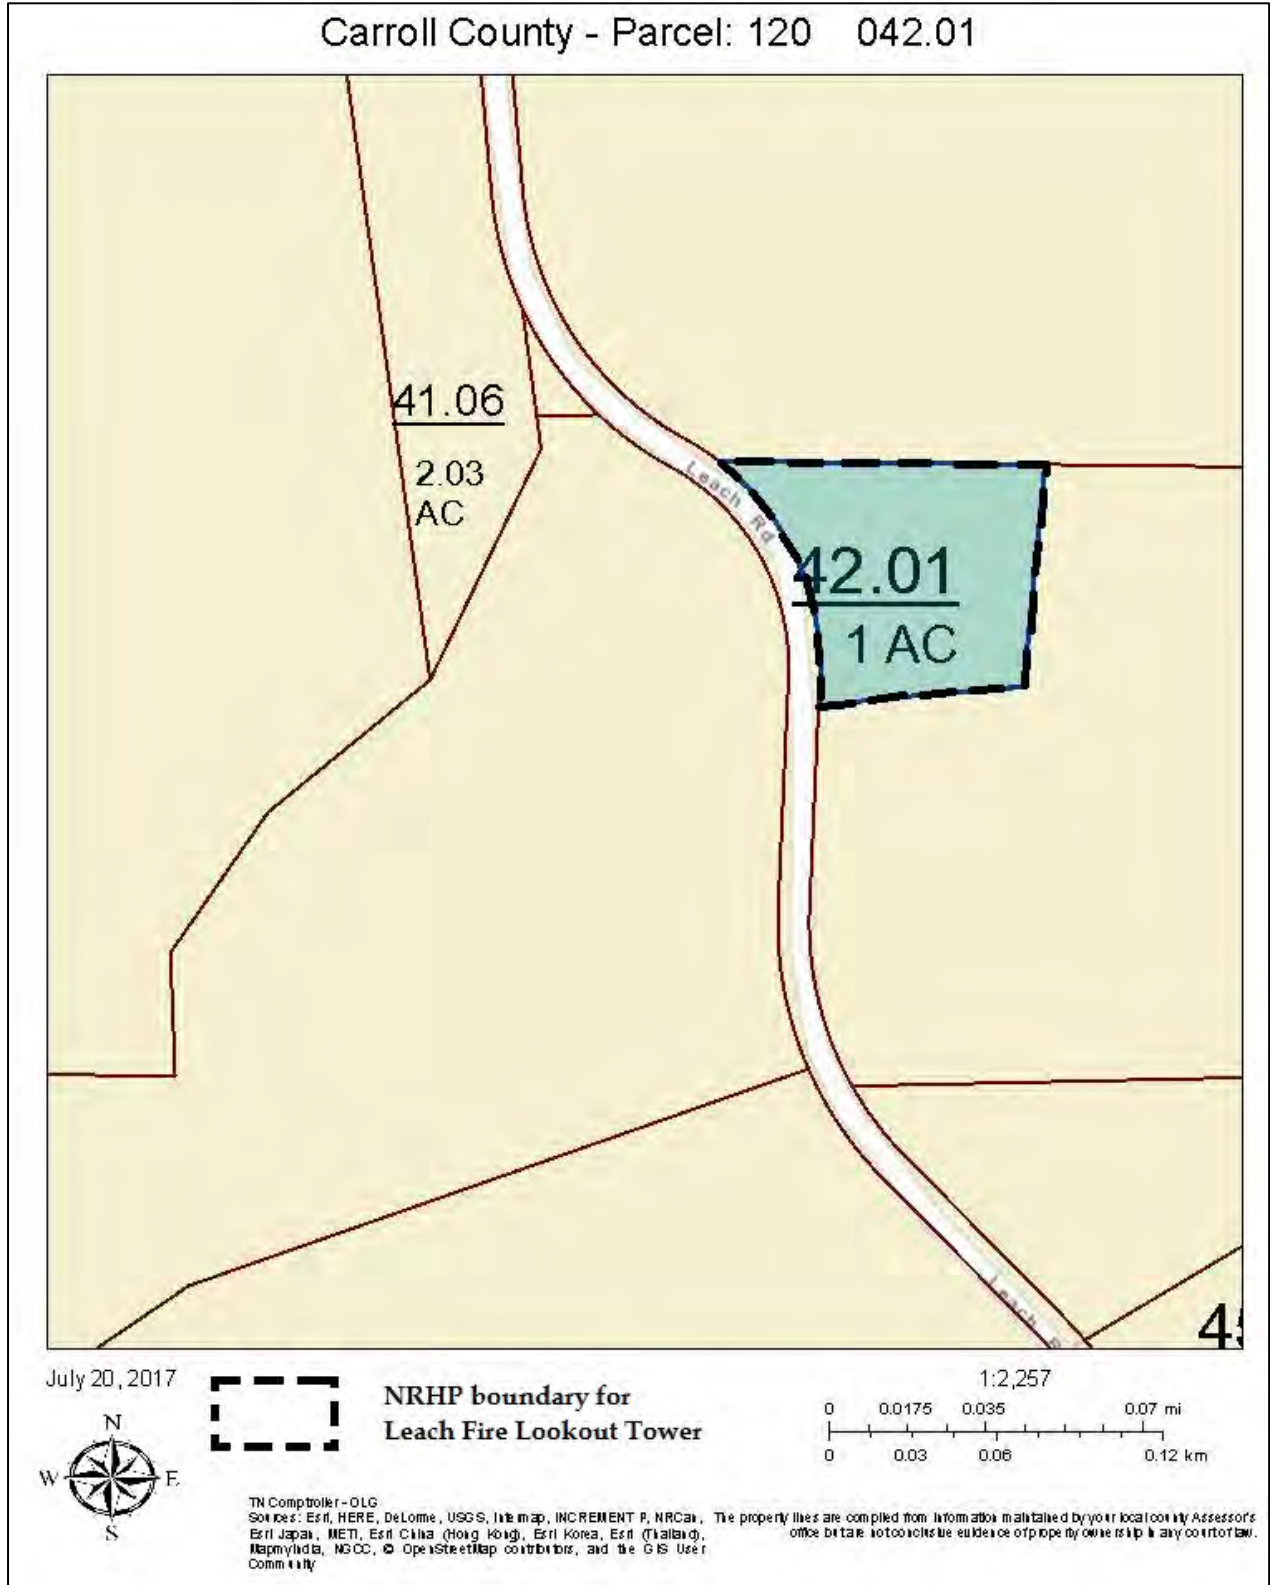 Carroll County - Parcel: 120 042.01
41.06
2.03
AC
Leach Rd
42.01
1 AC
Leach R
July 20, 2017
NRHP boundary for
Leach Fire Lookout Tower
1:2,257
0 0.0175 0.035 0.07 mi
0 0.03 0.06 0.12 km
N
W E
S
TN Comptroller - OLG
Sources: Esri, HERE, DeLorme, USGS, Intermap, INCREMENT P, NRCan,
Esri Japan, METI, Esri China (Hong Kong), Esri Korea, Esri (Thailand),
MapmyIndia, NGCC, © OpenStreetMap contributors, and the GIS User
Community
The property lines are compiled from information maintained by your local county Assessor's
office but are not conclusive evidence of property ownership in any court of law.